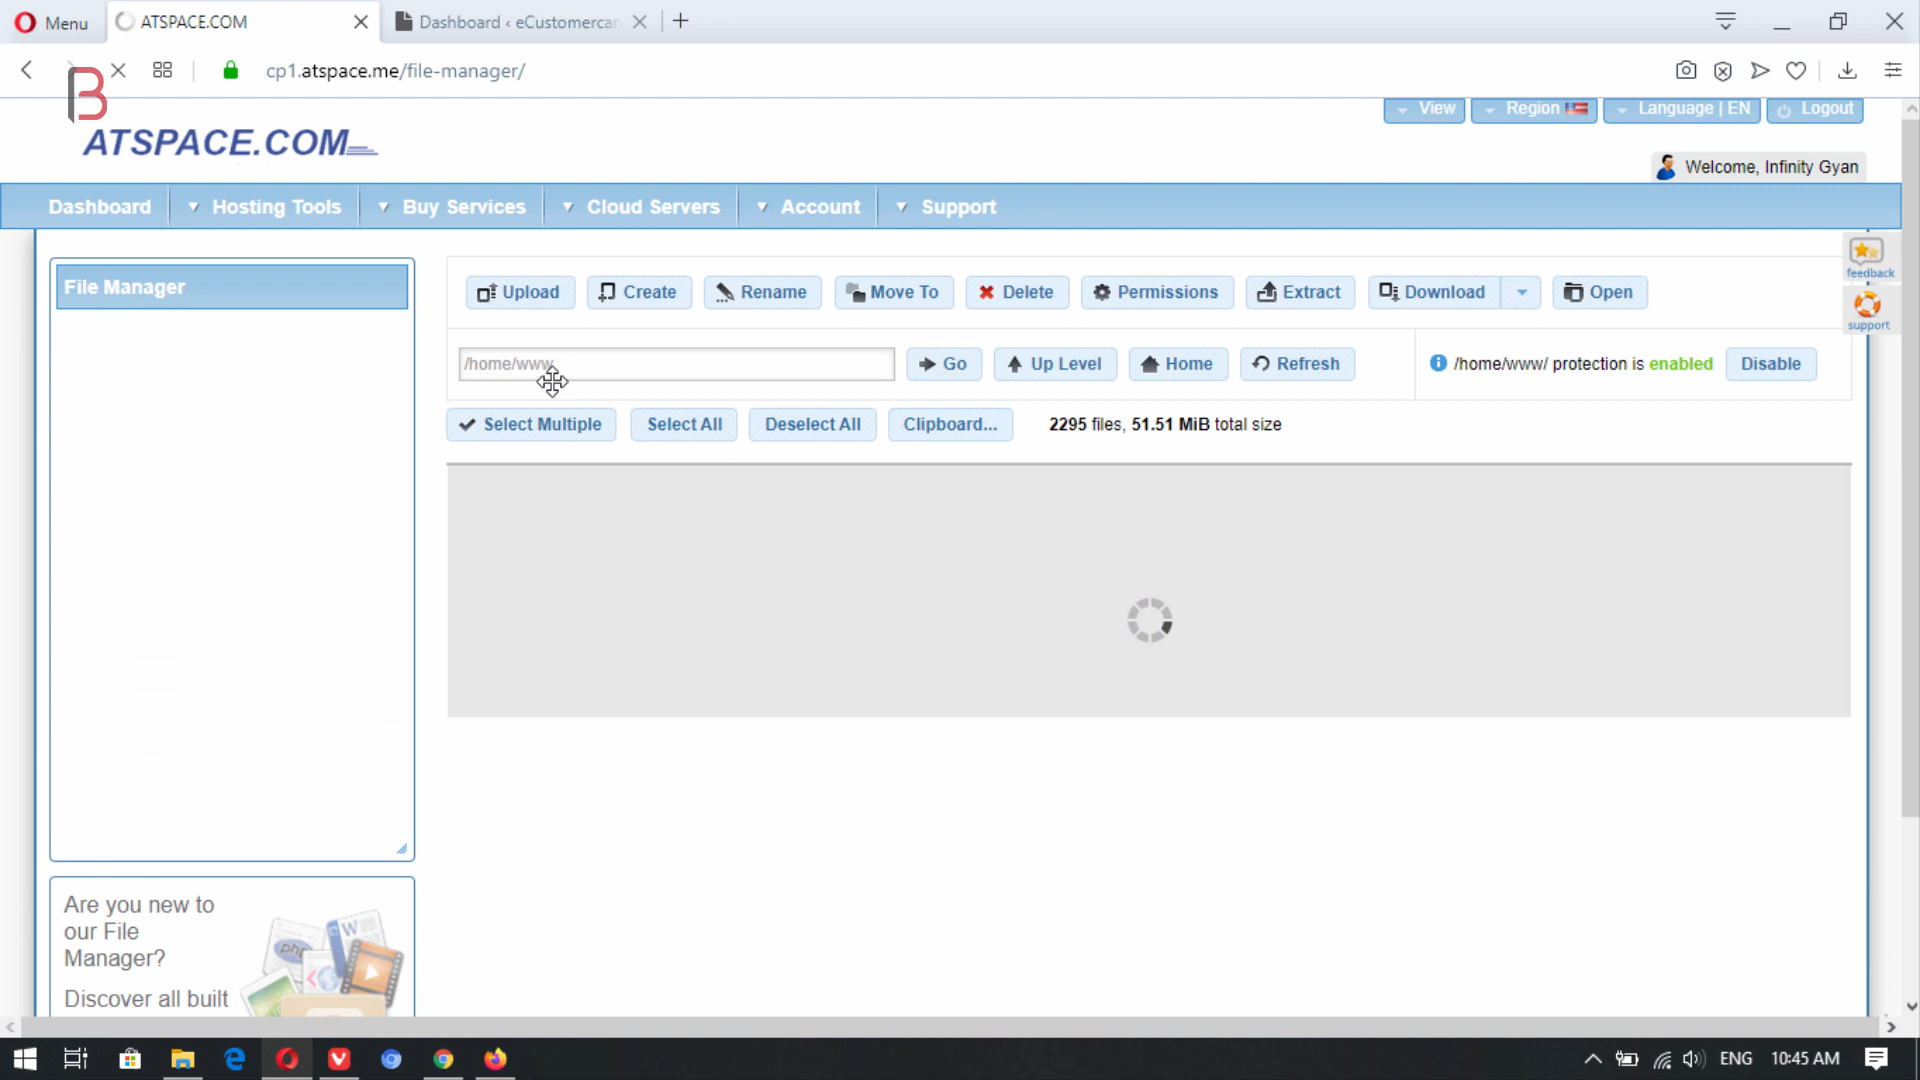 Menu
ATSPACE.COM
Dashboard ‹ eCustomercar
cp1.atspace.me/file-manager/
View
Region
Language | EN
Logout
ATSPACE.COM
Welcome, Infinity Gyan
Dashboard
Hosting Tools
Buy Services
Cloud Servers
Account
Support
feedback
support
File Manager
Upload
Create
Rename
Move To
Delete
Permissions
Extract
Download
Open
/home/www
Go
Up Level
Home
Refresh
/home/www/ protection is enabled
Disable
Select Multiple
Select All
Deselect All
Clipboard...
2295 files, 51.51 MiB total size
Are you new to
our File
Manager?
Discover all built
php
W
ENG
10:45 AM